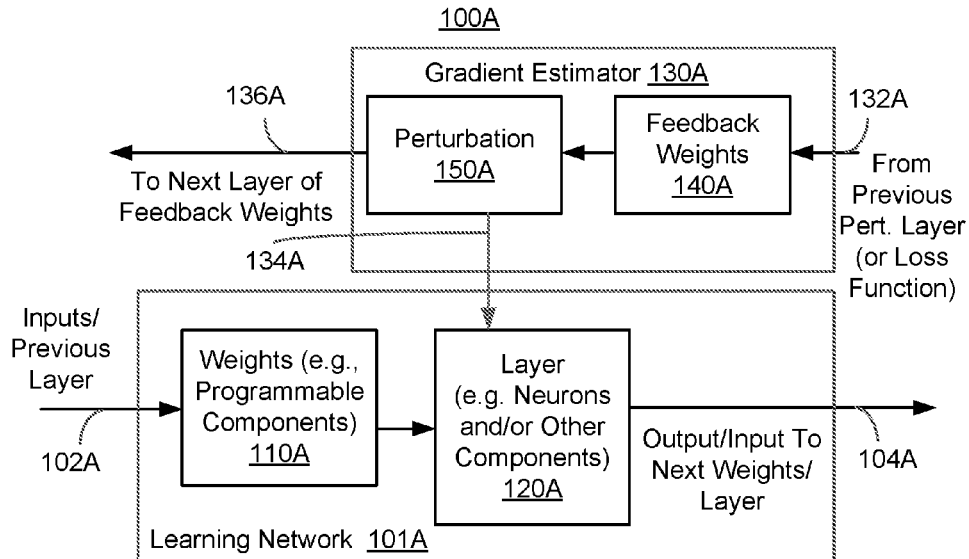 100A
Gradient Estimator 130A
136A
132A
Perturbation
150A
Feedback
Weights
140A
To Next Layer of
Feedback Weights
From
Previous
Pert. Layer
(or Loss
Function)
134A
Inputs/
Previous
Layer
Weights (e.g.,
Programmable
Components)
110A
Layer
(e.g. Neurons
and/or Other
Components)
120A
102A
Output/Input To
Next Weights/
Layer
104A
Learning Network 101A